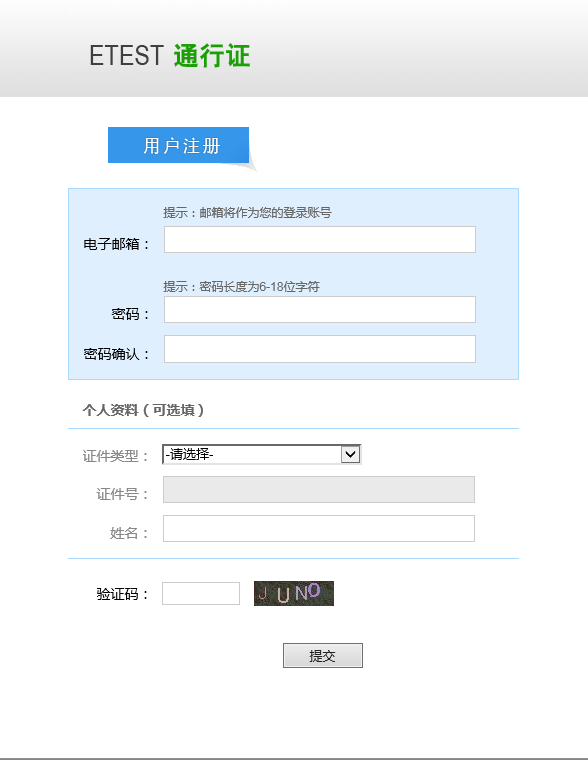 ETEST 通行证
用户注册
提示：邮箱将作为您的登录账号
电子邮箱：
提示：密码长度为6-18位字符
密码：
密码确认：
个人资料（可选填）
证件类型： -请选择-
证件号：
姓名：
验证码： JUNO
提交